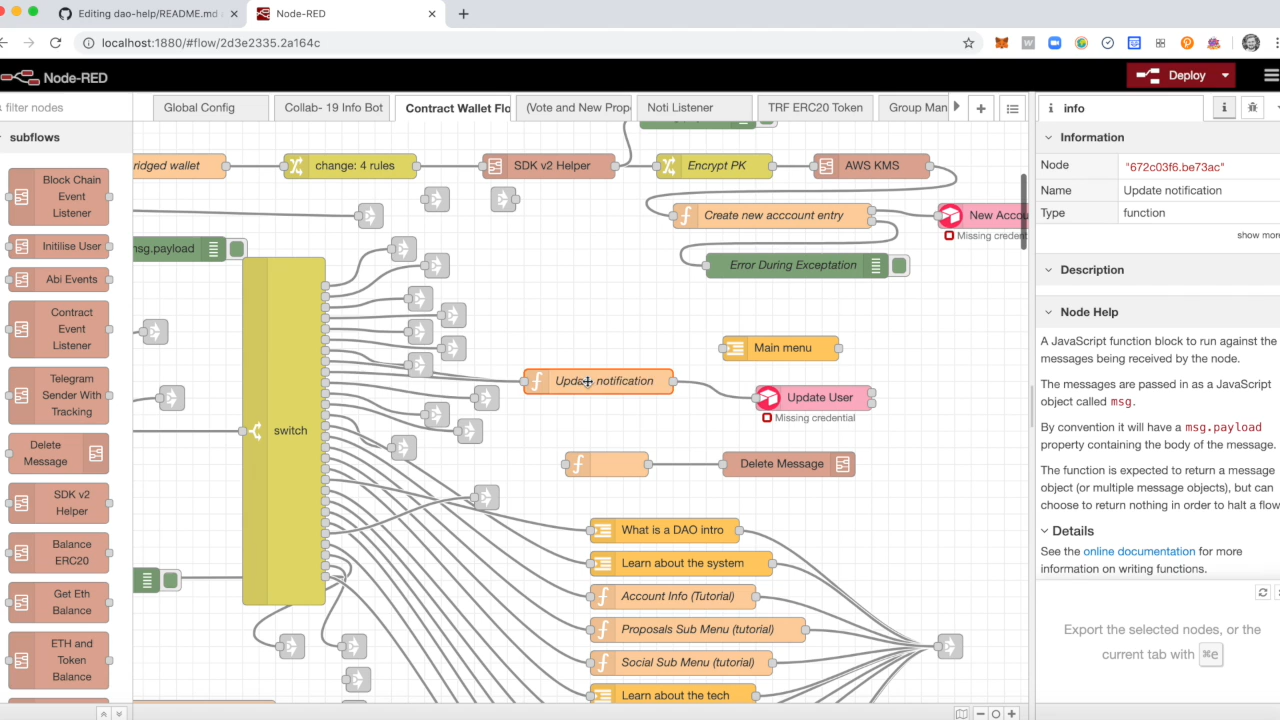 Editing dao-help/README.md
Node-RED
localhost:1880/#flow/2d3e2335.2a164c
Node-RED
Deploy
filter nodes
Global Config
Collab- 19 Info Bot
Contract Wallet Flo
(Vote and New Prop
Noti Listener
TRF ERC20 Token
Group Man
info
subflows
Block Chain
Event
Listener
Initilise User
Abi Events
Contract
Event
Listener
Telegram
Sender With
Tracking
Delete
Message
SDK v2
Helper
Balance
ERC20
Get Eth
Balance
ETH and
Token
Balance
ridged wallet
change: 4 rules
SDK v2 Helper
Encrypt PK
AWS KMS
Create new acccount entry
New Accou
Missing credent
msg.payload
Error During Exceptation
Main menu
Update notification
Update User
Missing credential
switch
Delete Message
What is a DAO intro
Learn about the system
Account Info (Tutorial)
Proposals Sub Menu (tutorial)
Social Sub Menu (tutorial)
Learn about the tech
Information
Node
"672c03f6.be73ac"
Name
Update notification
Type
function
show more
Description
Node Help
A JavaScript function block to run against the
messages being received by the node.
The messages are passed in as a JavaScript
object called msg.
By convention it will have a msg.payload
property containing the body of the message.
The function is expected to return a message
object (or multiple message objects), but can
choose to return nothing in order to halt a flow
Details
See the online documentation for more
information on writing functions.
Export the selected nodes, or the
current tab with ⌘e